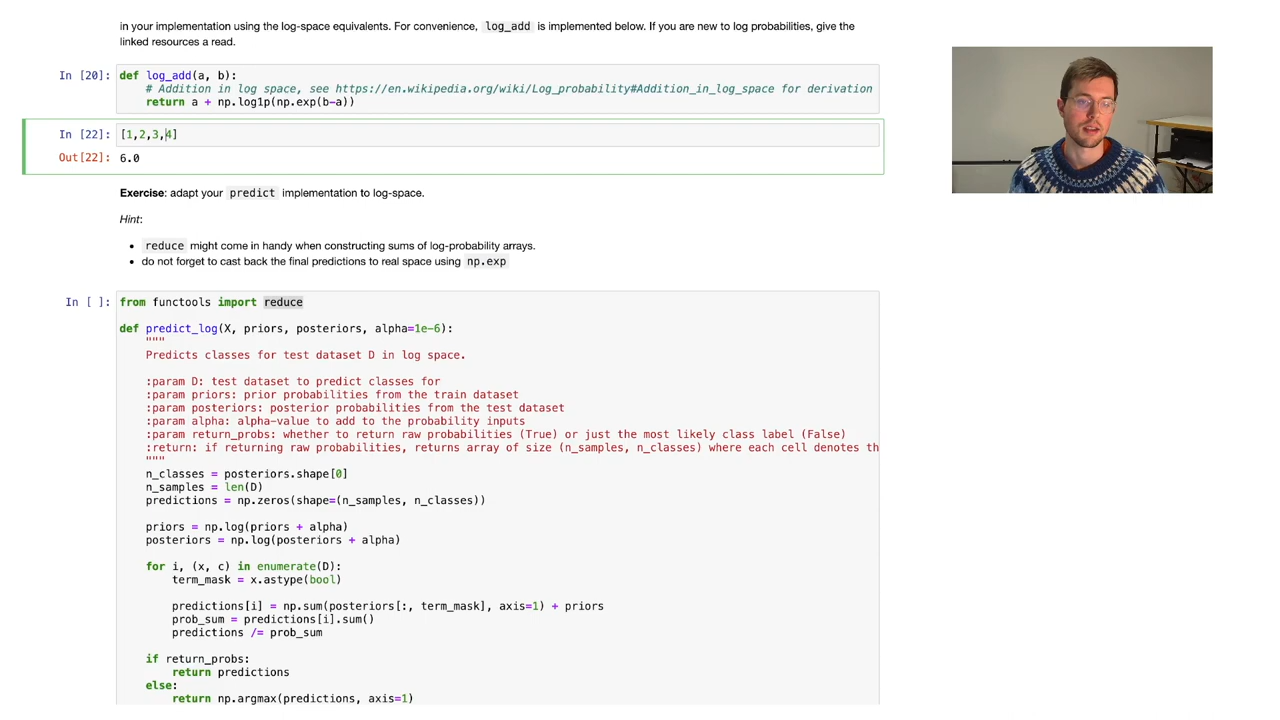 in your implementation using the log-space equivalents. For convenience, log_add is implemented below. If you are new to log probabilities, give the
linked resources a read.
In [20]: def log_add(a, b):
# Addition in log space, see https://en.wikipedia.org/wiki/Log_probability#Addition_in_log_space for derivation
return a + np.log1p(np.exp(b-a))
In [22]: [1,2,3,4]
Out[22]: 6.0
Exercise: adapt your predict implementation to log-space.
Hint:
• reduce might come in handy when constructing sums of log-probability arrays.
• do not forget to cast back the final predictions to real space using np.exp
In [ ]: from functools import reduce
def predict_log(X, priors, posteriors, alpha=1e-6):
"""
Predicts classes for test dataset D in log space.
:param D: test dataset to predict classes for
:param priors: prior probabilities from the train dataset
:param posteriors: posterior probabilities from the test dataset
:param alpha: alpha-value to add to the probability inputs
:param return_probs: whether to return raw probabilities (True) or just the most likely class label (False)
:return: if returning raw probabilities, returns array of size (n_samples, n_classes) where each cell denotes th
"""
n_classes = posteriors.shape[0]
n_samples = len(D)
predictions = np.zeros(shape=(n_samples, n_classes))
priors = np.log(priors + alpha)
posteriors = np.log(posteriors + alpha)
for i, (x, c) in enumerate(D):
term_mask = x.astype(bool)
predictions[i] = np.sum(posteriors[:, term_mask], axis=1) + priors
prob_sum = predictions[i].sum()
predictions /= prob_sum
if return_probs:
return predictions
else:
return np.argmax(predictions, axis=1)